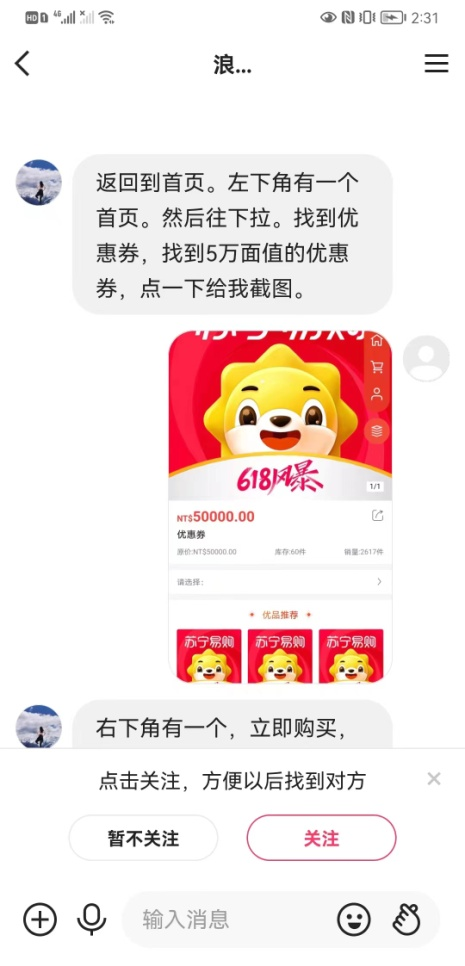 HD 1 4G 2:31
浪...
返回到首页。左下角有一个
首页。然后往下拉。找到优
惠券，找到5万面值的优惠
券，点一下给我截图。
618风暴
1/1
NT$50000.00
优惠券
原价:NT$50000.00 库存:60件 销量:2617件
请选择:
优品推荐
苏宁易购 苏宁易购 苏宁易购
右下角有一个，立即购买，
点击关注，方便以后找到对方
暂不关注 关注
输入消息